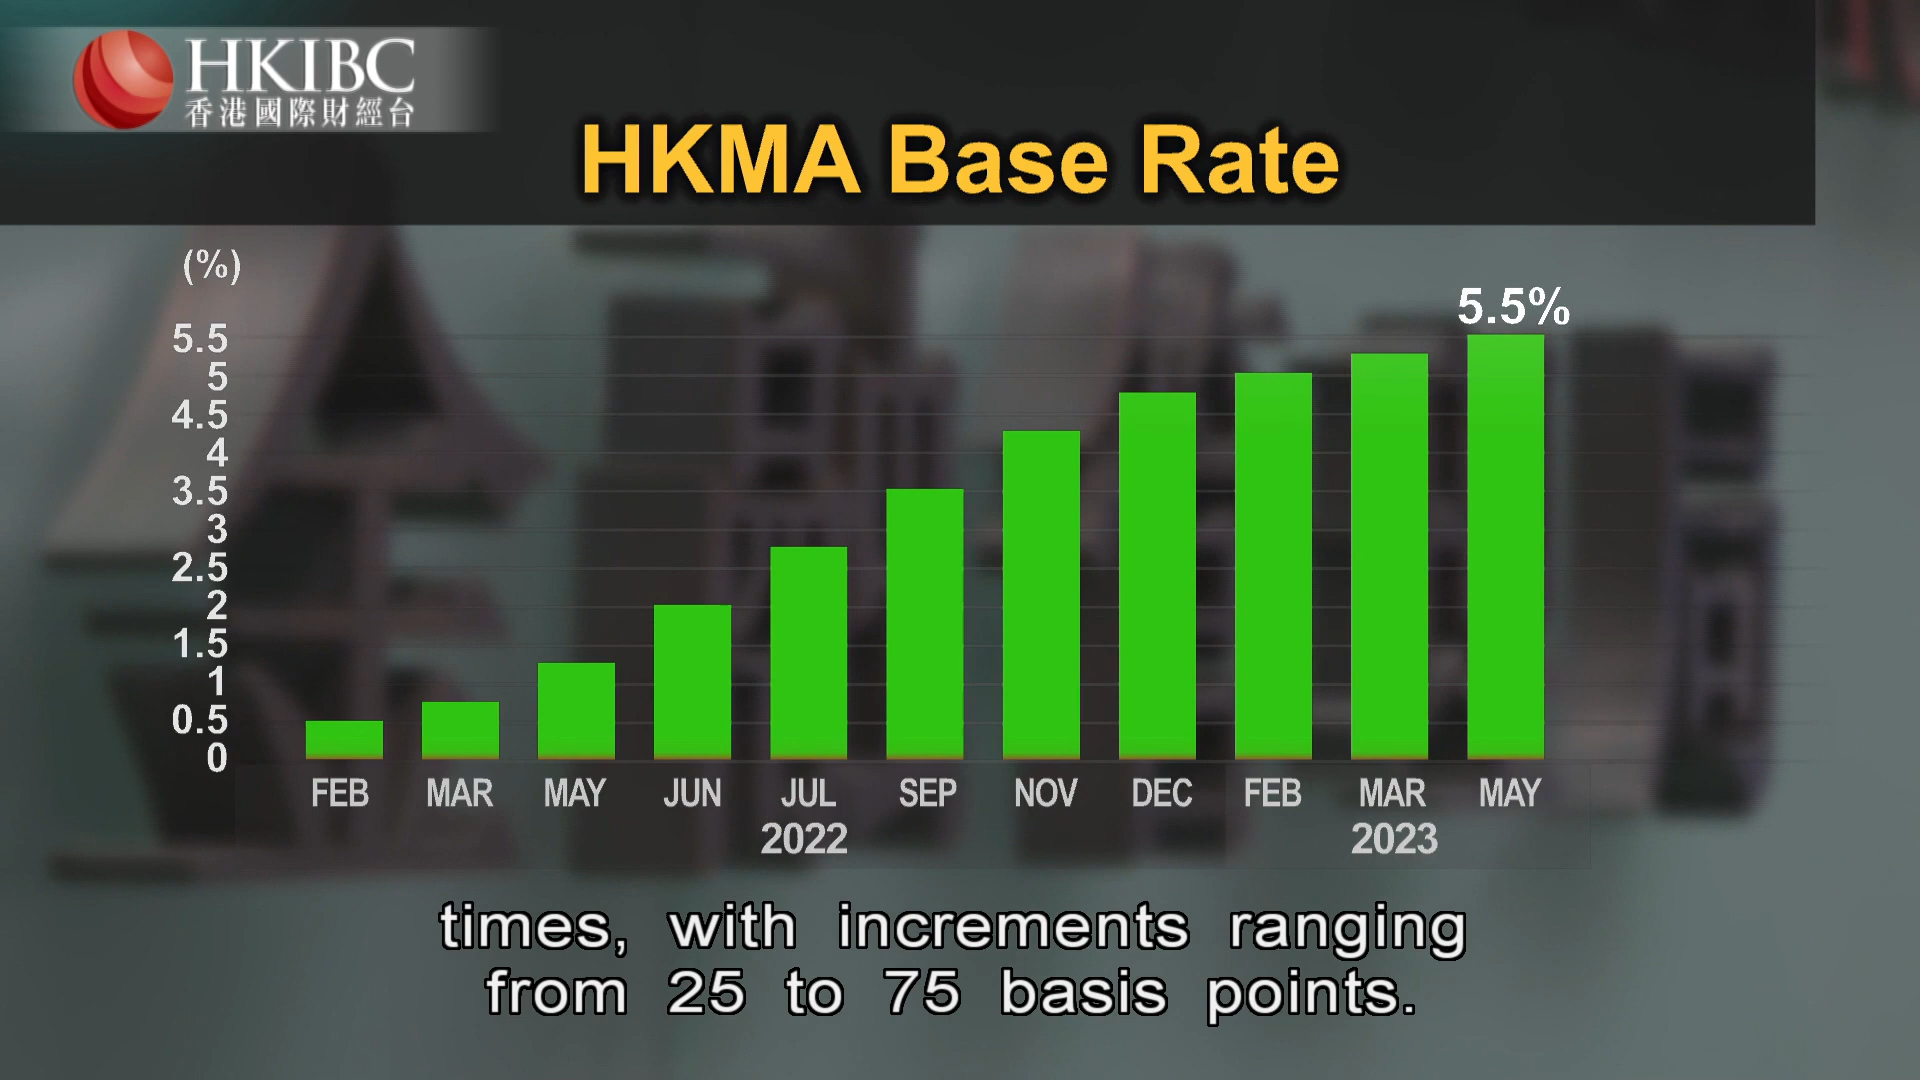 HKIBC
香港國際財經台
HKMA Base Rate
(%)
5.5%
5.5
5
4.5
4
3.5
3
2.5
2
1.5
1
0.5
0
FEB MAR MAY JUN JUL SEP NOV DEC FEB MAR MAY
2022 2023
times, with increments ranging
from 25 to 75 basis points.